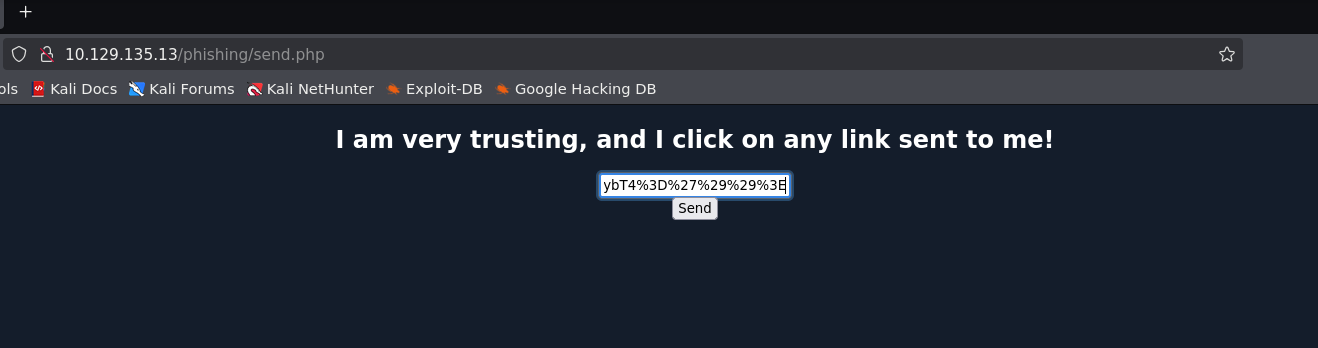 +
10.129.135.13/phishing/send.php
ols Kali Docs Kali Forums Kali NetHunter Exploit-DB Google Hacking DB
I am very trusting, and I click on any link sent to me!
ybT4%3D%27%29%29%3E
Send